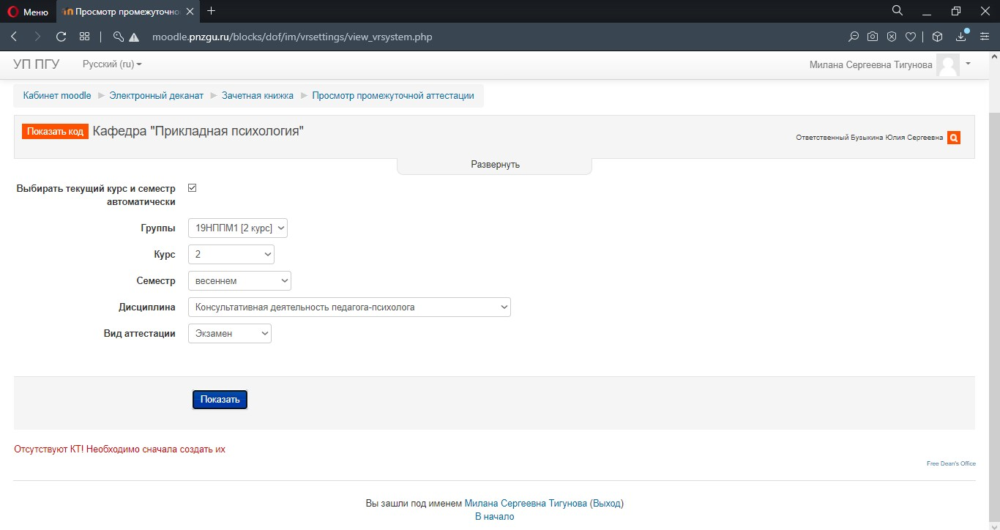 Меню
Просмотр промежуточно
moodle.pnzgu.ru/blocks/dof/im/vrsettings/view_vrsystem.php
УП ПГУ
Русский (ru)
Милана Сергеевна Тигунова
Кабинет moodle
Электронный деканат
Зачетная книжка
Просмотр промежуточной аттестации
Показать код
Кафедра "Прикладная психология"
Ответственный Бузыкина Юлия Сергеевна
Развернуть
Выбирать текущий курс и семестр
автоматически
Группы
19НППМ1 [2 курс]
Курс
2
Семестр
весеннем
Дисциплина
Консультативная деятельность педагога-психолога
Вид аттестации
Экзамен
Показать
Отсутствуют КТ! Необходимо сначала создать их
Free Dean's Office
Вы зашли под именем Милана Сергеевна Тигунова (Выход)
В начало